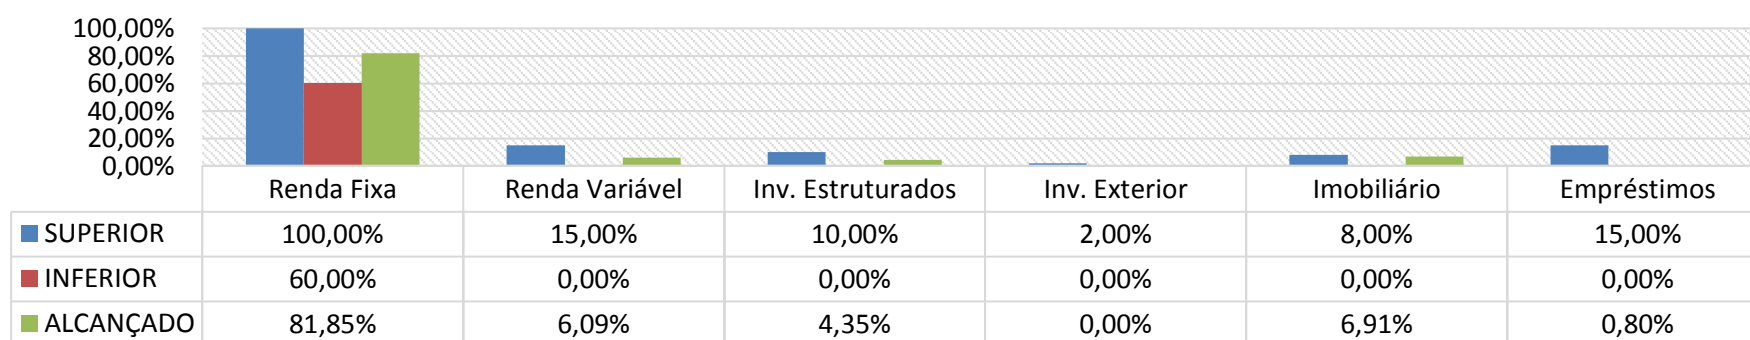 100,00%
80,00%
60,00%
40,00%
20,00%
0,00%
Renda Fixa Renda Variável Inv. Estruturados Inv. Exterior Imobiliário Empréstimos
SUPERIOR 100,00% 15,00% 10,00% 2,00% 8,00% 15,00%
INFERIOR 60,00% 0,00% 0,00% 0,00% 0,00% 0,00%
ALCANÇADO 81,85% 6,09% 4,35% 0,00% 6,91% 0,80%